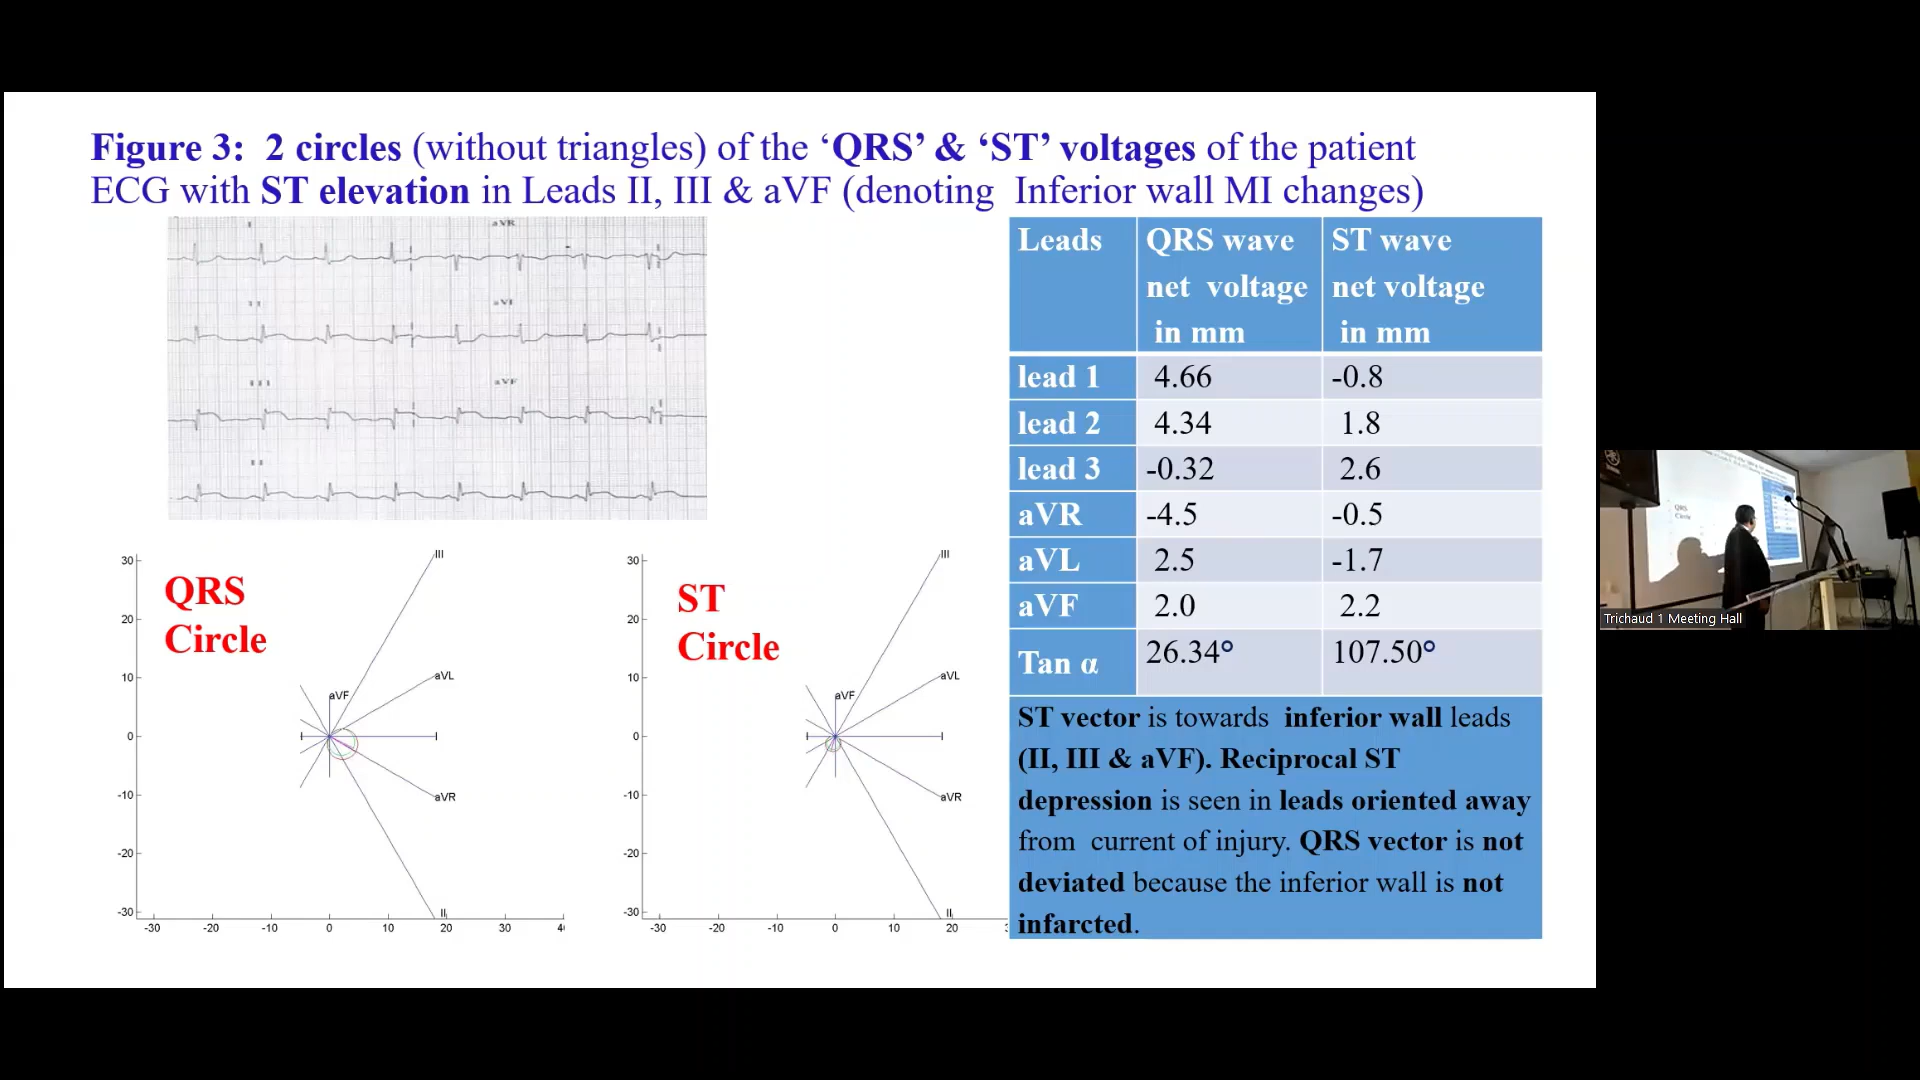 Figure 3: 2 circles (without triangles) of the ‘QRS’ & ‘ST’ voltages of the patient
ECG with ST elevation in Leads II, III & aVF (denoting Inferior wall MI changes)
I
aVR
II
aVL
III
aVF
II
Leads
QRS wave
net voltage
in mm
ST wave
net voltage
in mm
lead 1
4.66
-0.8
lead 2
4.34
1.8
lead 3
-0.32
2.6
aVR
-4.5
-0.5
aVL
2.5
-1.7
aVF
2.0
2.2
Tan α
26.34°
107.50°
ST vector is towards inferior wall leads
(II, III & aVF). Reciprocal ST
depression is seen in leads oriented away
from current of injury. QRS vector is not
deviated because the inferior wall is not
infarcted.
QRS
Circle
30
20
10
0
-10
-20
-30
-30
-20
-10
0
10
20
30
III
aVL
aVF
I
I
aVR
II
ST
Circle
30
20
10
0
-10
-20
-30
-30
-20
-10
0
10
20
III
aVL
aVF
I
I
aVR
II
QRS
Circle
Trichaud 1 Meeting Hall